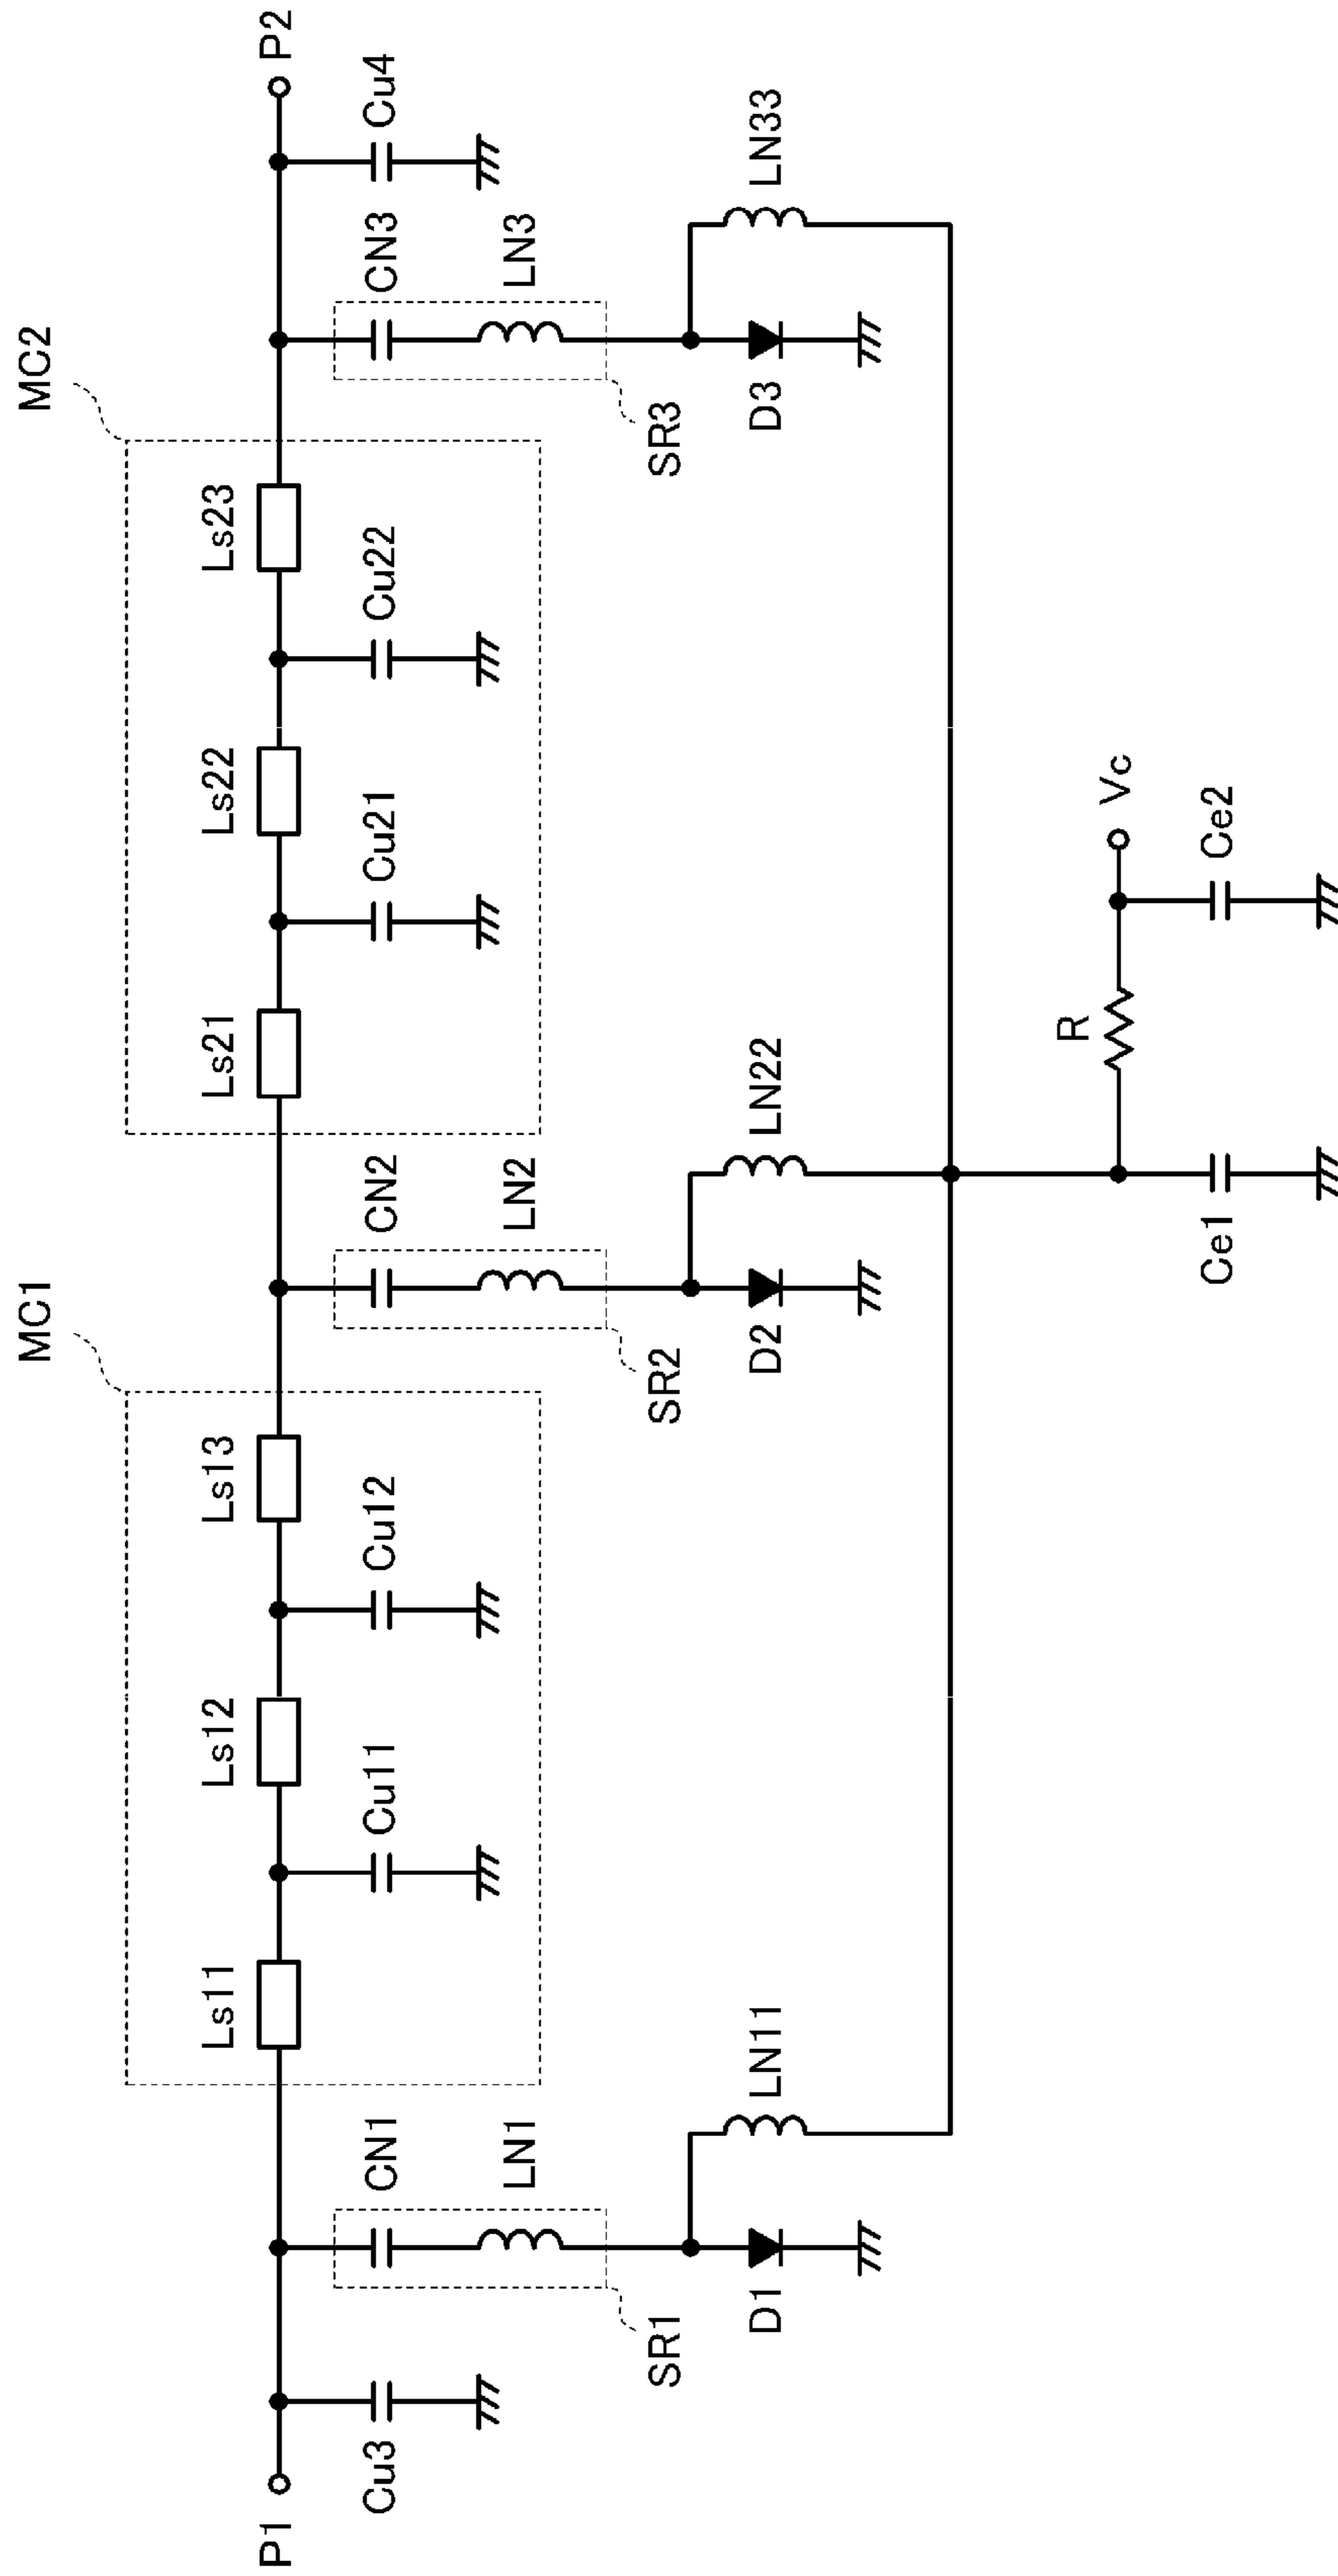 MC1
MC2
Ls11
Ls12
Ls13
Ls21
Ls22
Ls23
P1
P2
Cu3
CN1
Cu11
Cu12
CN2
Cu21
Cu22
CN3
Cu4
LN1
LN2
LN3
SR1
SR2
SR3
D1
LN11
D2
LN22
D3
LN33
R
Vc
Ce1
Ce2